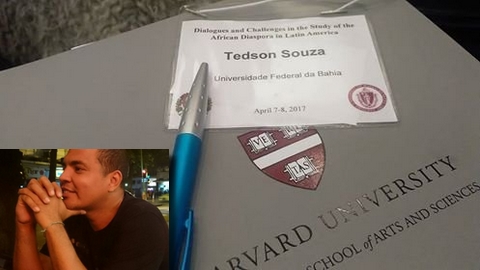 Dialogues and Challenges in the Study of the
African Diaspora in Latin America
Tedson Souza
Universidade Federal da Bahia
April 7-8, 2017
VE
RI
TAS
HARVARD UNIVERSITY
SCHOOL of ARTS AND SCIENCES